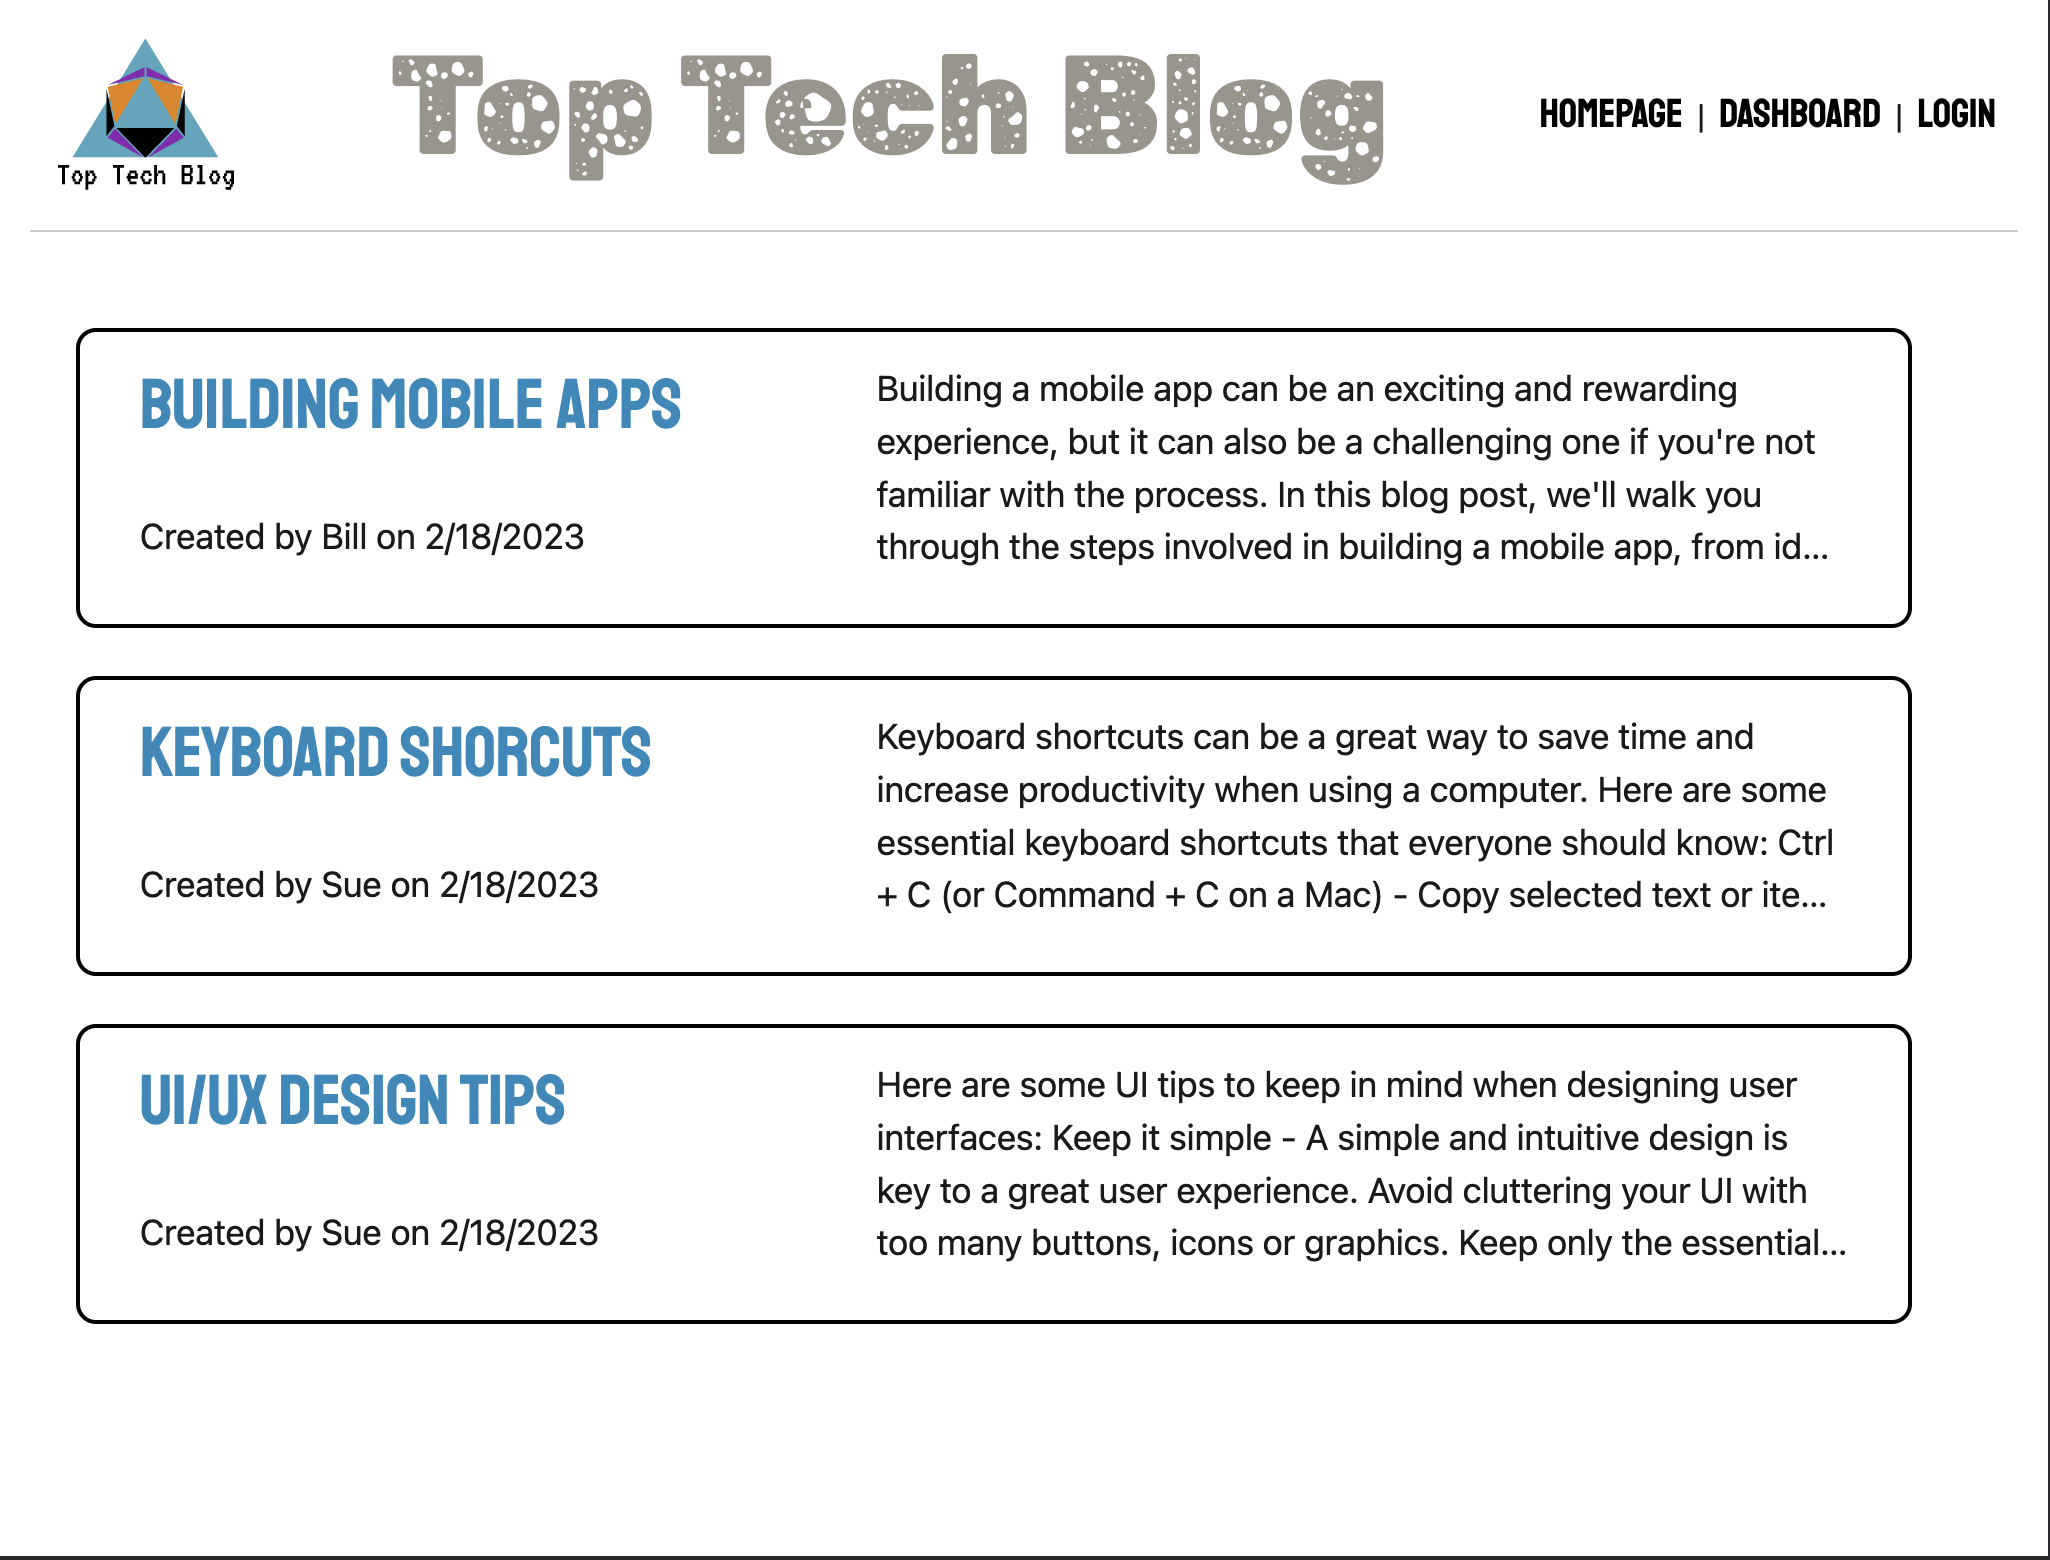 Top Tech Blog
Top Tech Blog
HOMEPAGE | DASHBOARD | LOGIN
BUILDING MOBILE APPS
Created by Bill on 2/18/2023
Building a mobile app can be an exciting and rewarding
experience, but it can also be a challenging one if you're not
familiar with the process. In this blog post, we'll walk you
through the steps involved in building a mobile app, from id...
KEYBOARD SHORCUTS
Created by Sue on 2/18/2023
Keyboard shortcuts can be a great way to save time and
increase productivity when using a computer. Here are some
essential keyboard shortcuts that everyone should know: Ctrl
+ C (or Command + C on a Mac) - Copy selected text or ite...
UI/UX DESIGN TIPS
Created by Sue on 2/18/2023
Here are some UI tips to keep in mind when designing user
interfaces: Keep it simple - A simple and intuitive design is
key to a great user experience. Avoid cluttering your UI with
too many buttons, icons or graphics. Keep only the essential...